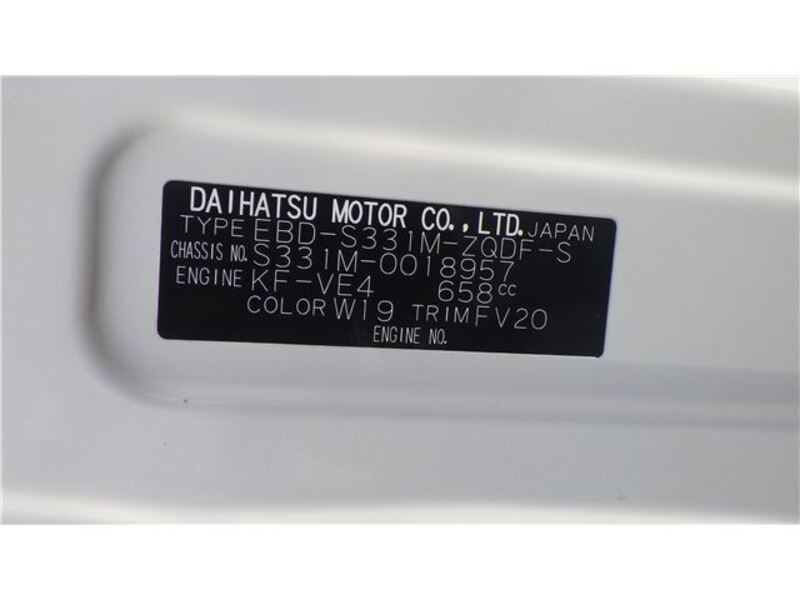 DAIHATSU MOTOR CO.,LTD. JAPAN
TYPE EBD-S331M-ZQDF-S
CHASSIS NO. S331M-0018957
ENGINE KF-VE4 658cc
COLOR W19 TRIM FV20
ENGINE NO.